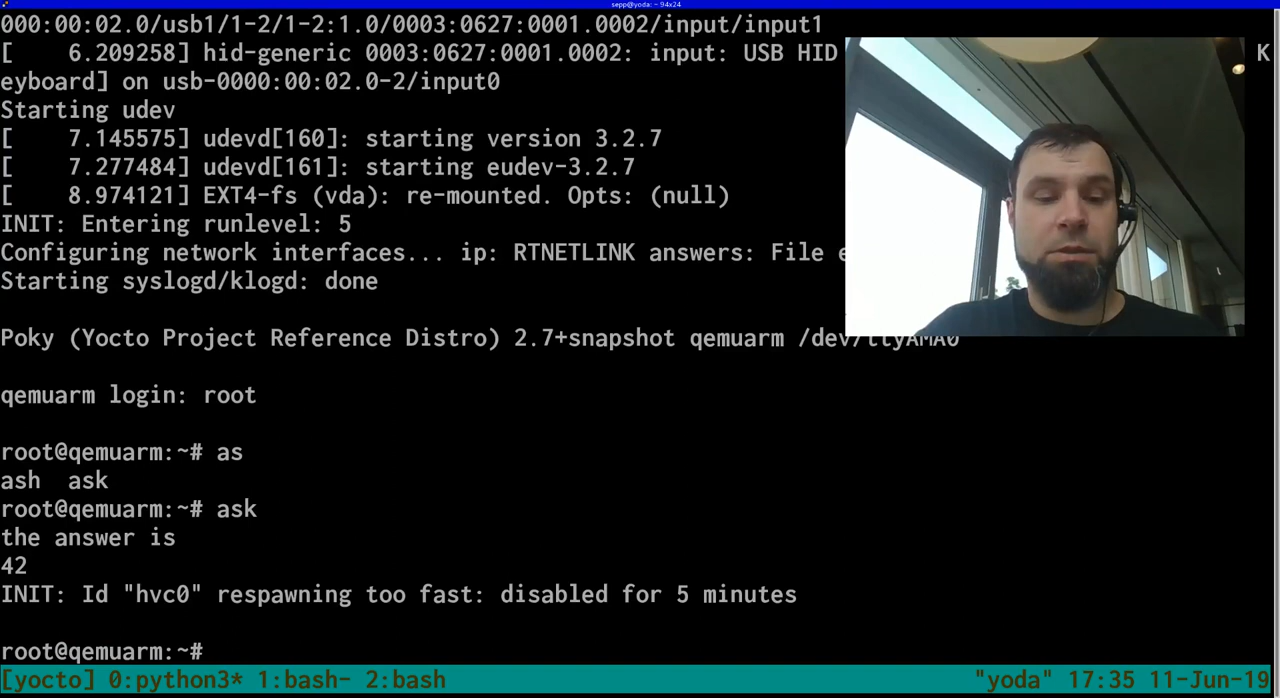 sepp@yoda: ~ 94x24
000:00:02.0/usb1/1-2/1-2:1.0/0003:0627:0001.0002/input/input1
[    6.209258] hid-generic 0003:0627:0001.0002: input: USB HID K
eyboard] on usb-0000:00:02.0-2/input0
Starting udev
[    7.145575] udevd[160]: starting version 3.2.7
[    7.277484] udevd[161]: starting eudev-3.2.7
[    8.974121] EXT4-fs (vda): re-mounted. Opts: (null)
INIT: Entering runlevel: 5
Configuring network interfaces... ip: RTNETLINK answers: File
Starting syslogd/klogd: done
Poky (Yocto Project Reference Distro) 2.7+snapshot qemuarm /dev/ttyAMA0
qemuarm login: root
root@qemuarm:~# as
ash  ask
root@qemuarm:~# ask
the answer is
42
INIT: Id "hvc0" respawning too fast: disabled for 5 minutes
root@qemuarm:~#
[yocto] 0:python3* 1:bash- 2:bash "yoda" 17:35 11-Jun-19